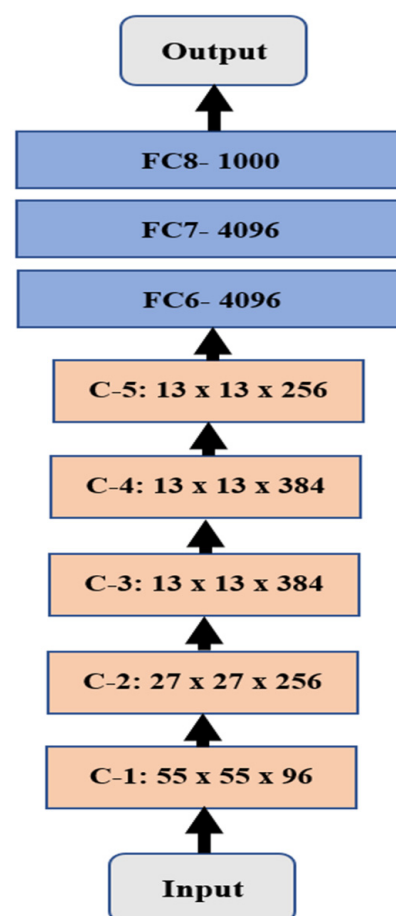 Output
FC8- 1000
FC7- 4096
FC6- 4096
C-5: 13 x 13 x 256
C-4: 13 x 13 x 384
C-3: 13 x 13 x 384
C-2: 27 x 27 x 256
C-1: 55 x 55 x 96
Input